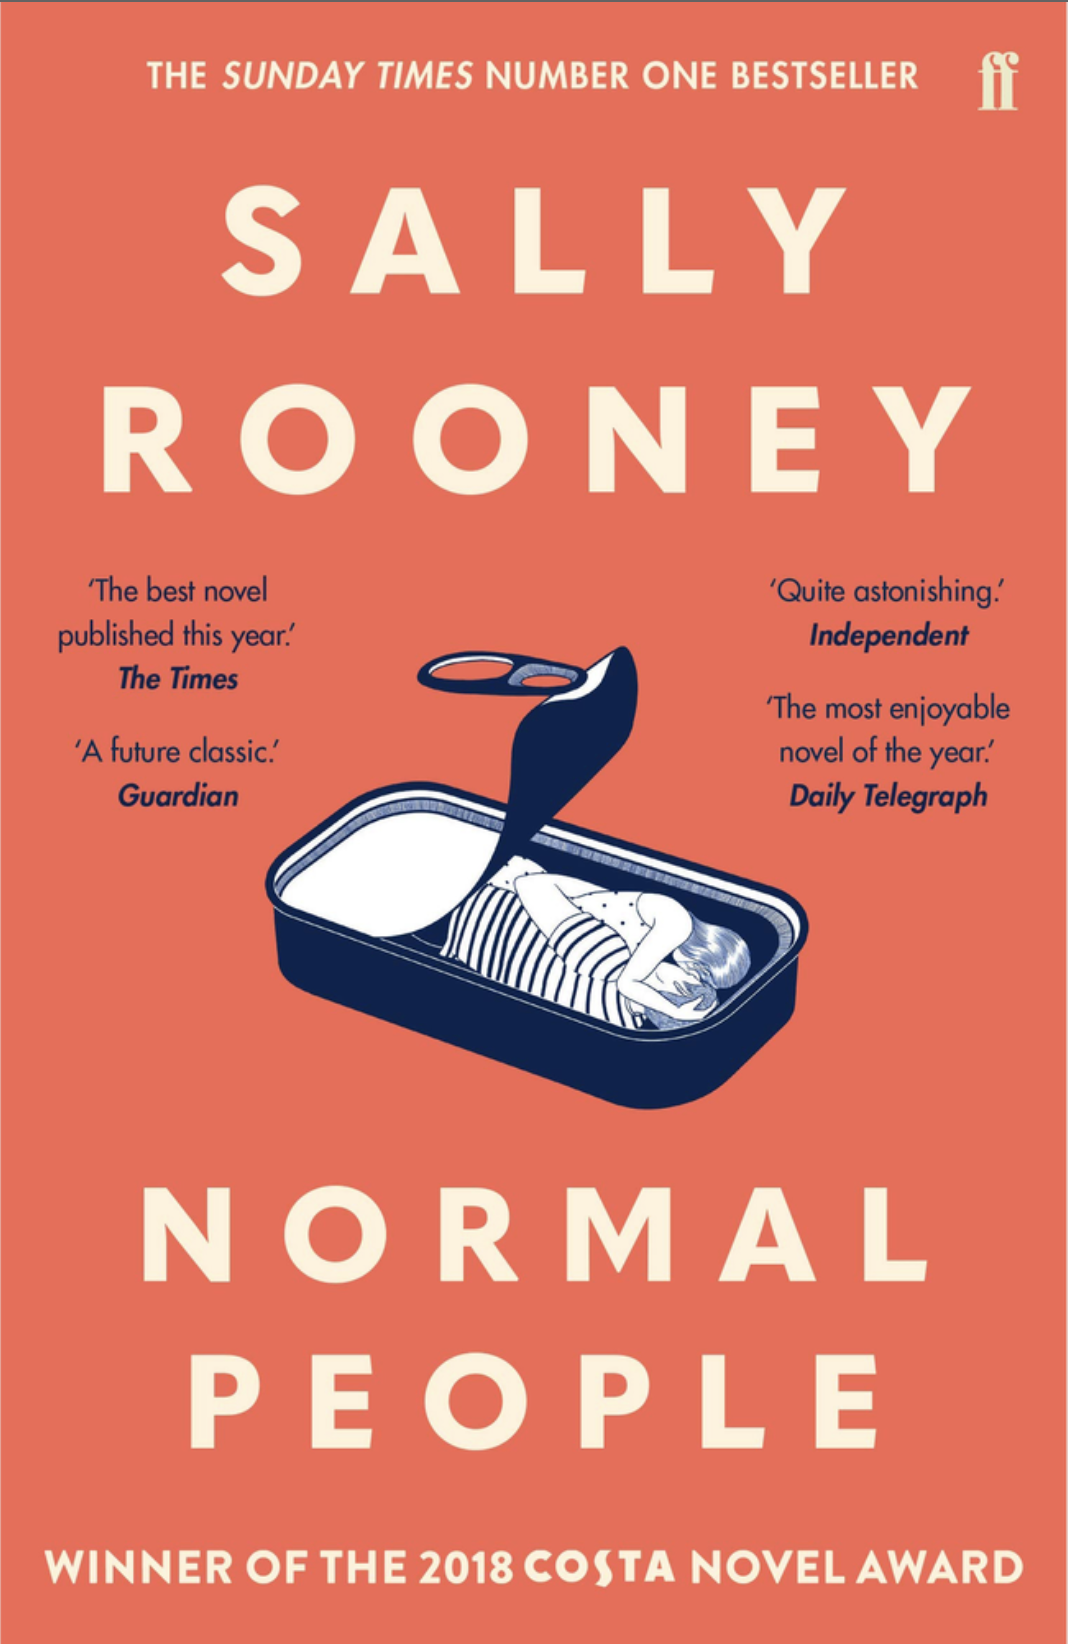 THE SUNDAY TIMES NUMBER ONE BESTSELLER
ff
SALLY
ROONEY
‘The best novel
published this year.’
The Times
‘A future classic.’
Guardian
‘Quite astonishing.’
Independent
‘The most enjoyable
novel of the year.’
Daily Telegraph
NORMAL
PEOPLE
WINNER OF THE 2018 COSTA NOVEL AWARD